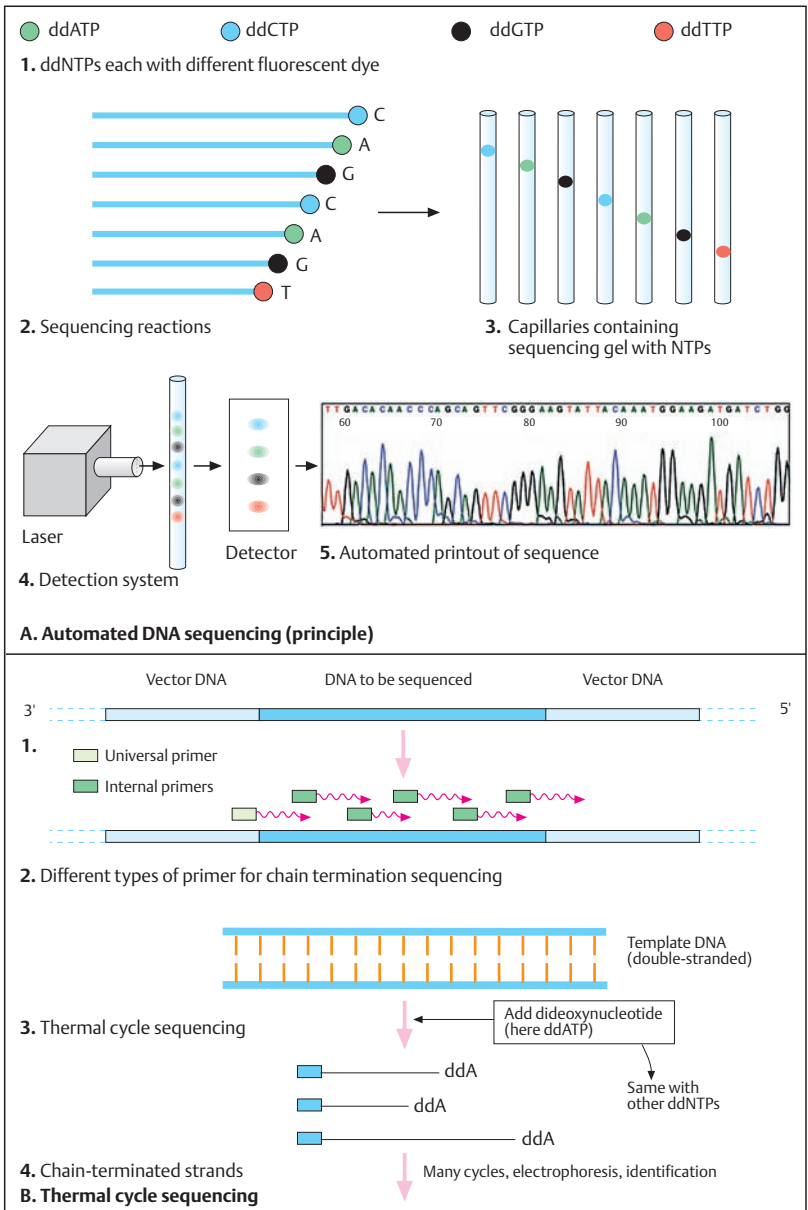 ddATP ddCTP ddGTP ddTTP
1. ddNTPs each with different fluorescent dye
C
A
G
C
A
G
T
2. Sequencing reactions
3. Capillaries containing
sequencing gel with NTPs
Laser
4. Detection system
Detector
TTGACACAACCCAGCAGTTCGGGAAGTATTACAAATGGAAGATGATCTGG
60 70 80 90 100
5. Automated printout of sequence
A. Automated DNA sequencing (principle)
Vector DNA DNA to be sequenced Vector DNA
3' 5'
1.
Universal primer
Internal primers
2. Different types of primer for chain termination sequencing
Template DNA
(double-stranded)
3. Thermal cycle sequencing
Add dideoxynucleotide
(here ddATP)
Same with
other ddNTPs
ddA
ddA
ddA
4. Chain-terminated strands
Many cycles, electrophoresis, identification
B. Thermal cycle sequencing